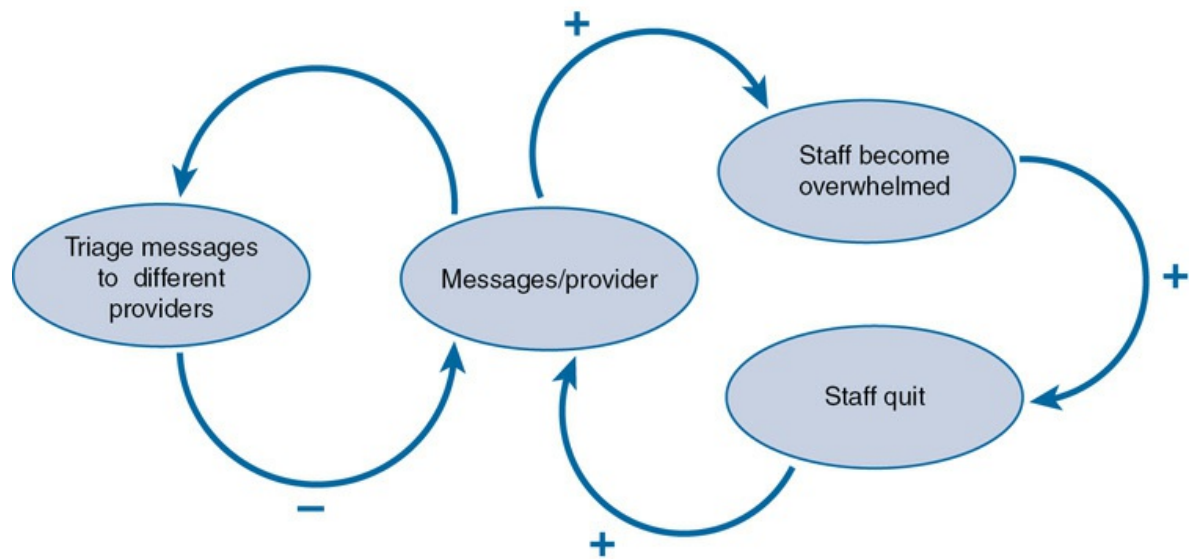 +
Staff become
overwhelmed
Triage messages
to different
providers
Messages/provider
+
Staff quit
−
+